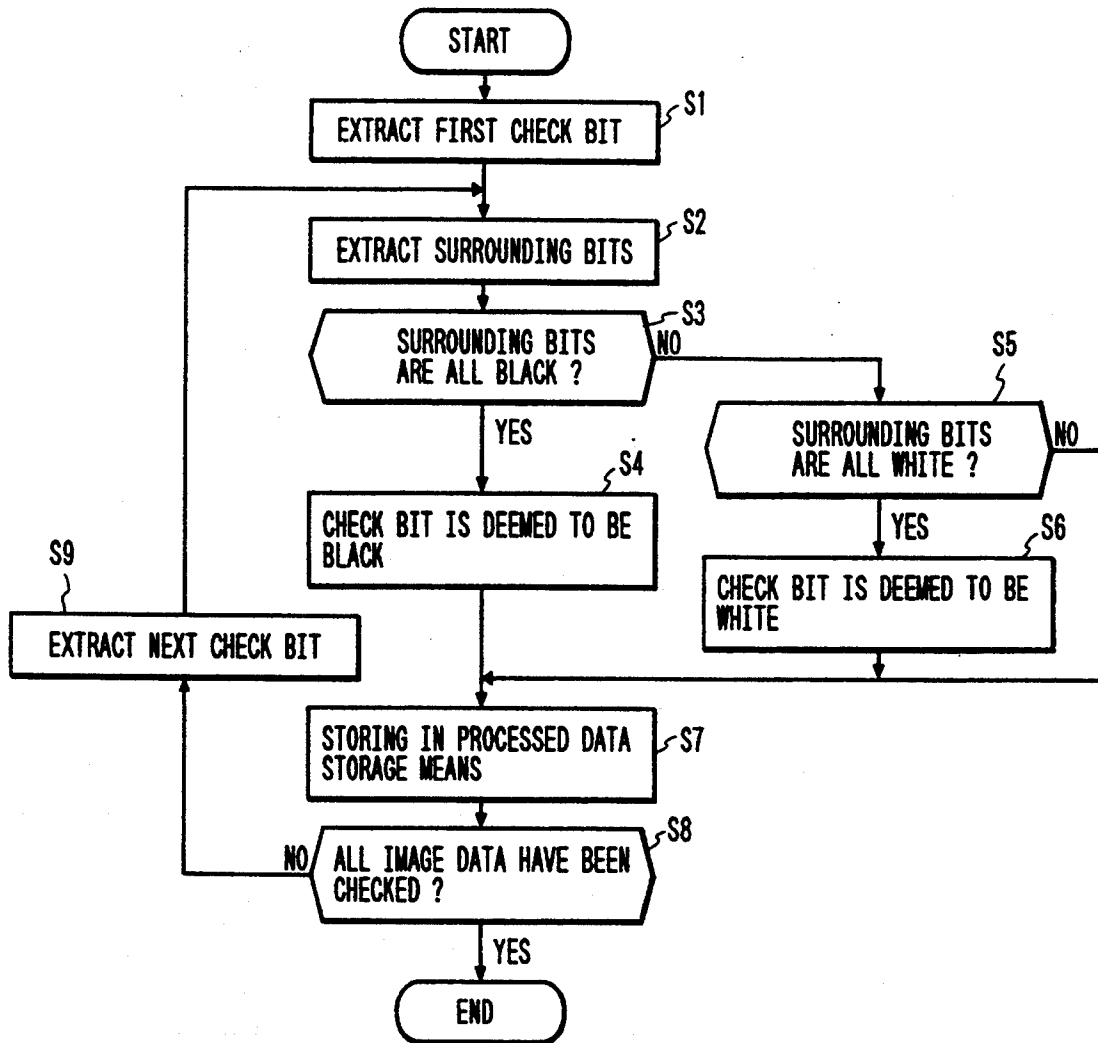 START
S1
EXTRACT FIRST CHECK BIT
S2
EXTRACT SURROUNDING BITS
S3
SURROUNDING BITS
ARE ALL BLACK ?
NO
S5
YES
SURROUNDING BITS
ARE ALL WHITE ?
NO
S4
CHECK BIT IS DEEMED TO BE
BLACK
YES
S6
CHECK BIT IS DEEMED TO BE
WHITE
S9
EXTRACT NEXT CHECK BIT
STORING IN PROCESSED DATA
STORAGE MEANS
S7
S8
NO
ALL IMAGE DATA HAVE BEEN
CHECKED ?
YES
END